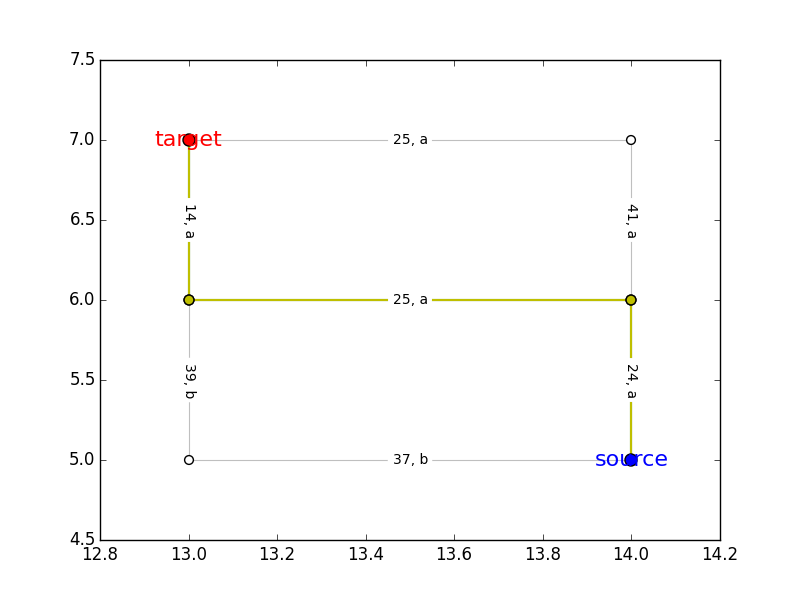 7.5
7.0
6.5
6.0
5.5
5.0
4.5
target
25, a
14, a
41, a
25, a
39, b
24, a
37, b
source
12.8 13.0 13.2 13.4 13.6 13.8 14.0 14.2